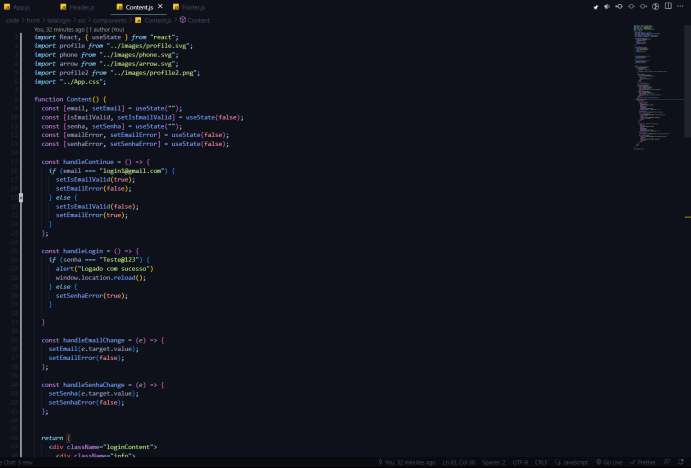 App.js Header.js Content.js × Footer.js
code > front > telalogin > src > components > Content.js > Content
You, 32 minutes ago | 1 author (You)
import React, { useState } from "react";
import profile from "../images/profile.svg";
import phone from "../images/phone.svg";
import arrow from "../images/arrow.svg";
import profile2 from "../images/profile2.png";
import "../App.css";
function Content() {
const [email, setEmail] = useState("");
const [isEmailValid, setIsEmailValid] = useState(false);
const [senha, setSenha] = useState("");
const [emailError, setEmailError] = useState(false);
const [senhaError, setSenhaError] = useState(false);
const handleContinue = () => {
if (email === "login1@gmail.com") {
setIsEmailValid(true);
setEmailError(false);
} else {
setIsEmailValid(false);
setEmailError(true);
}
};
const handleLogin = () => {
if (senha === "Teste@123") {
alert("Logado com sucesso")
window.location.reload();
} else {
setSenhaError(true);
}
}
const handleEmailChange = (e) => {
setEmail(e.target.value);
setEmailError(false);
};
const handleSenhaChange = (e) => {
setSenha(e.target.value);
setSenhaError(false);
};
return (
<div className="loginContent">
<div className="info">
You, 32 minutes ago Spaces: 2 UTF-8 CRLF JavaScript Go Live Prettier